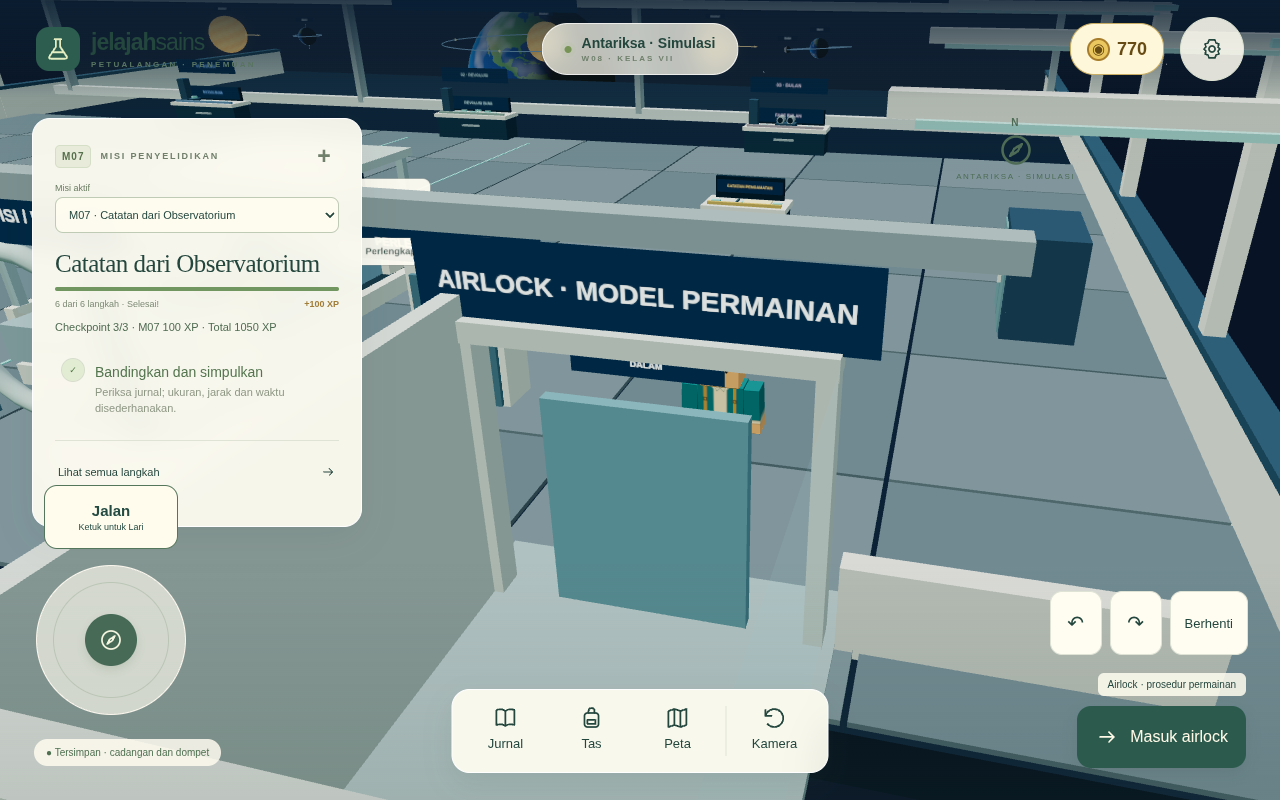 jelajahsains
PETUALANGAN · PENEMUAN
Antariksa · Simulasi
W08 · KELAS VII
770
N
ANTARIKSA · SIMULASI
M07
MISI PENYELIDIKAN
+
Misi aktif
M07 · Catatan dari Observatorium
Catatan dari Observatorium
6 dari 6 langkah · Selesai!
+100 XP
Checkpoint 3/3 · M07 100 XP · Total 1050 XP
Bandingkan dan simpulkan
Periksa jurnal; ukuran, jarak dan waktu
disederhanakan.
Lihat semua langkah
Jalan
Ketuk untuk Lari
AIRLOCK · MODEL PERMAINAN
DALAM
Berhenti
Airlock · prosedur permainan
Masuk airlock
Jurnal
Tas
Peta
Kamera
Tersimpan · cadangan dan dompet